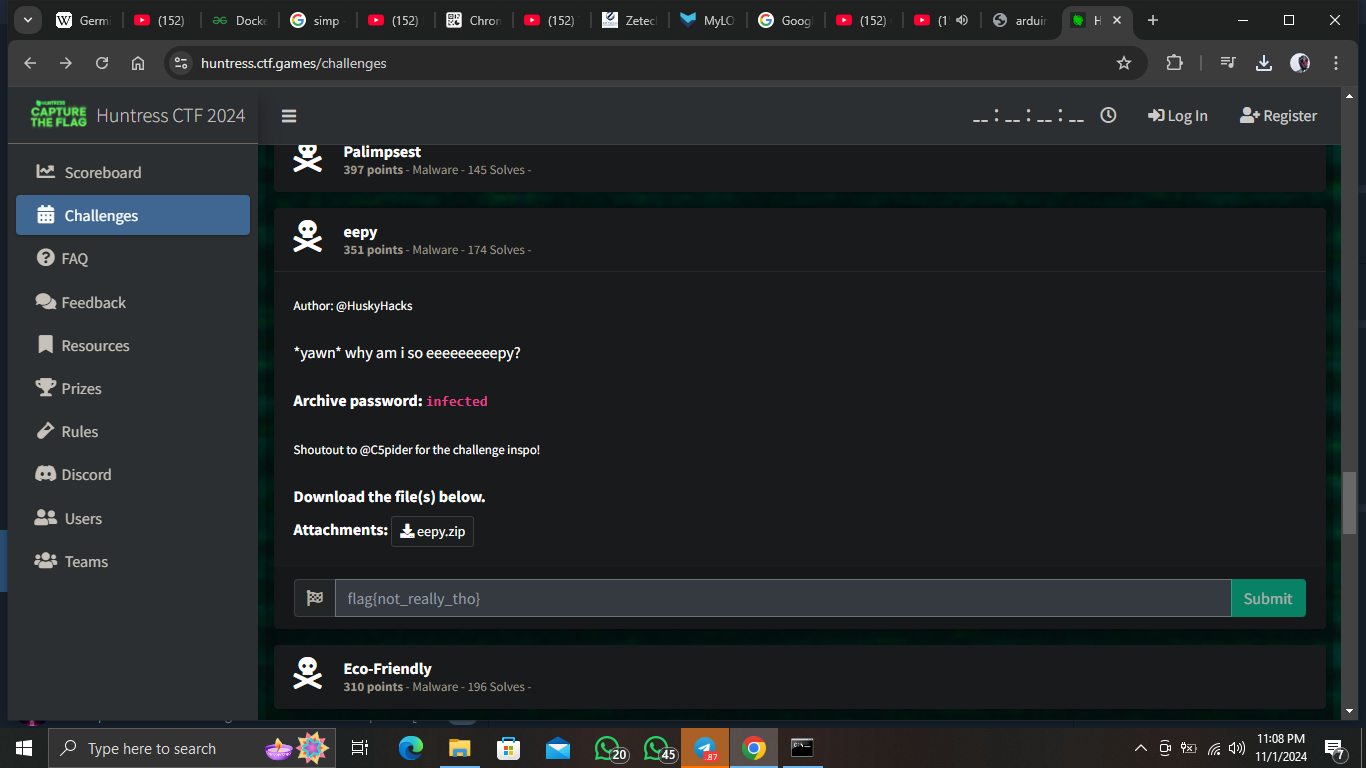 Germi
(152)
Docke
simp
(152)
Chron
(152)
Zetec
MyLO
Goog
(152)
(1
arduir
H
huntress.ctf.games/challenges
HUNTRESS
CAPTURE
THE FLAG
Huntress CTF 2024
-- : -- : -- : --
Log In
Register
Scoreboard
Challenges
FAQ
Feedback
Resources
Prizes
Rules
Discord
Users
Teams
Palimpsest
397 points - Malware - 145 Solves -
eepy
351 points - Malware - 174 Solves -
Author: @HuskyHacks
*yawn* why am i so eeeeeeeeepy?
Archive password: infected
Shoutout to @C5pider for the challenge inspo!
Download the file(s) below.
Attachments: eepy.zip
flag{not_really_tho}
Submit
Eco-Friendly
310 points - Malware - 196 Solves -
Type here to search
20
45
.87
11:08 PM
11/1/2024
7